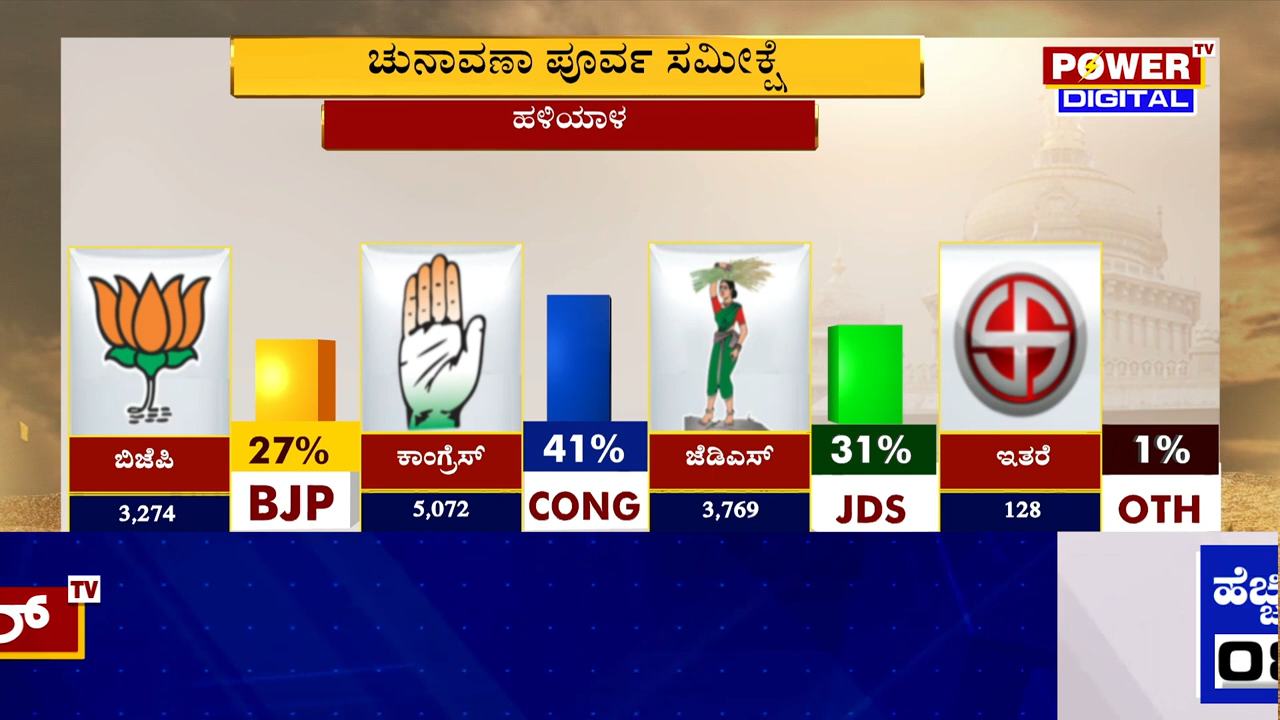 ಚುನಾವಣಾ ಪೂರ್ವ ಸಮೀಕ್ಷೆ
ಹಳಿಯಾಳ
POWER TV
DIGITAL
ಬಿಜೆಪಿ 27% ಕಾಂಗ್ರೆಸ್ 41% ಜೆಡಿಎಸ್ 31% ಇತರೆ 1%
3,274 BJP 5,072 CONG 3,769 JDS 128 OTH
TV